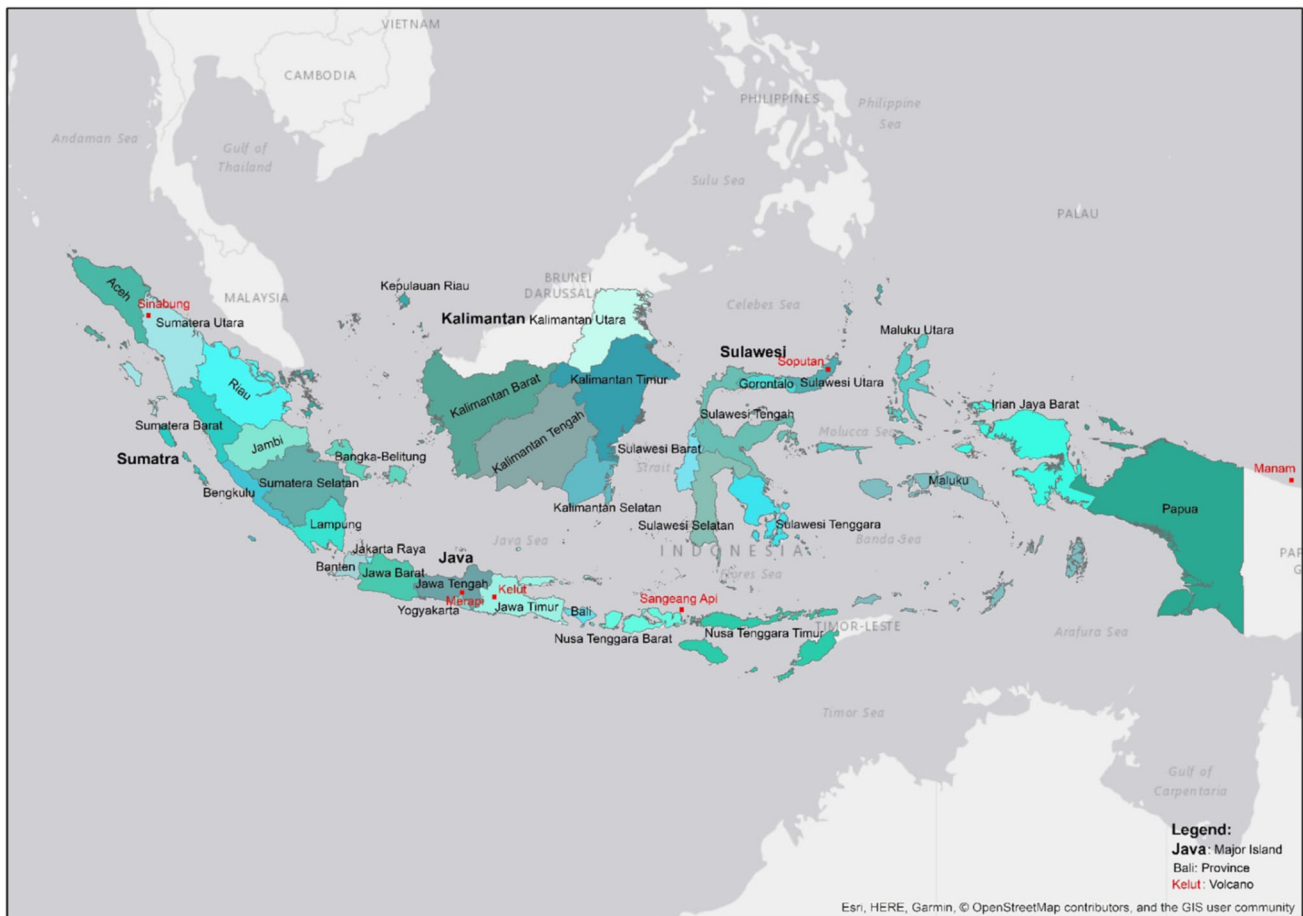 VIETNAM
CAMBODIA
PHILIPPINES
Philippine
Sea
Andaman Sea
Gulf of
Thailand
Sulu Sea
PALAU
BRUNEI
DARUSSALA
Kepulauan Riau
Aceh
MALAYSIA
Sinabung
Sumatera Utara
Celebes Sea
Kalimantan
Kalimantan Utara
Maluku Utara
Sulawesi
Soputan
Riau
Kalimantan Barat
Kalimantan Timur
Gorontalo
Sulawesi Utara
Irian Jaya Barat
Sulawesi Tengah
Sumatera Barat
Jambi
Kalimantan Tengah
Molucca Sea
Sumatra
Bangka-Belitung
Sulawesi Barat
Strait
Manam
Sumatera Selatan
Bengkulu
Maluku
Kalimantan Selatan
Papua
Lampung
Sulawesi Selatan
Sulawesi Tenggara
Java Sea
Banda Sea
INDONESIA
PAP
G
Jakarta Raya
Java
Banten
Jawa Barat
Jawa Tengah
Flores Sea
Kelut
Merapi
Sangeang Api
Yogyakarta
Jawa Timur
Bali
Nusa Tenggara Barat
Nusa Tenggara Timur
TIMOR-LESTE
Arafura Sea
Timor Sea
Gulf of
Carpentaria
Legend:
Java: Major Island
Bali: Province
Kelut: Volcano
Esri, HERE, Garmin, © OpenStreetMap contributors, and the GIS user community